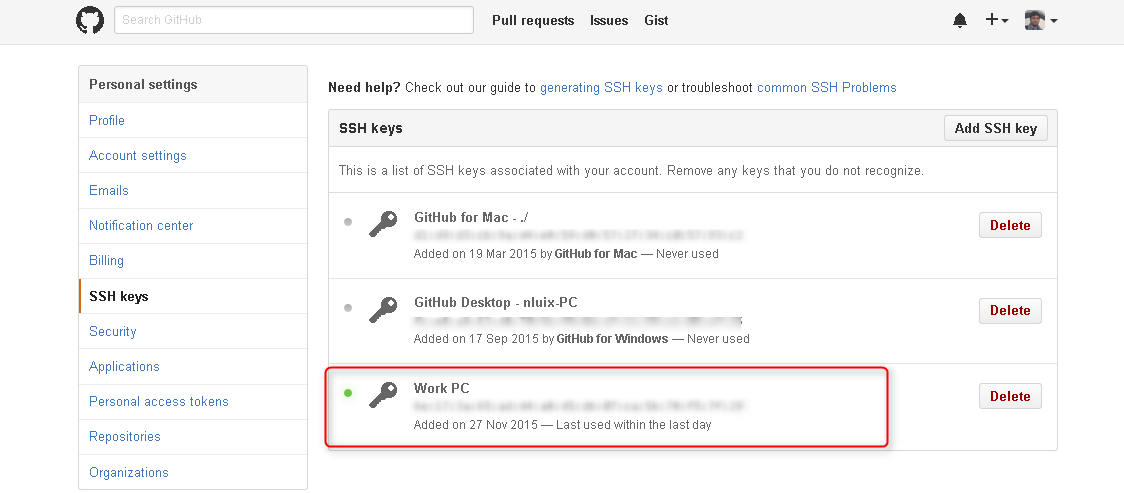 Search GitHub
Pull requests Issues Gist
Personal settings
Profile
Account settings
Emails
Notification center
Billing
SSH keys
Security
Applications
Personal access tokens
Repositories
Organizations
Need help? Check out our guide to generating SSH keys or troubleshoot common SSH Problems
SSH keys
Add SSH key
This is a list of SSH keys associated with your account. Remove any keys that you do not recognize.
GitHub for Mac - ./
Added on 19 Mar 2015 by GitHub for Mac — Never used
Delete
GitHub Desktop - nluix-PC
Added on 17 Sep 2015 by GitHub for Windows — Never used
Delete
Work PC
Added on 27 Nov 2015 — Last used within the last day
Delete